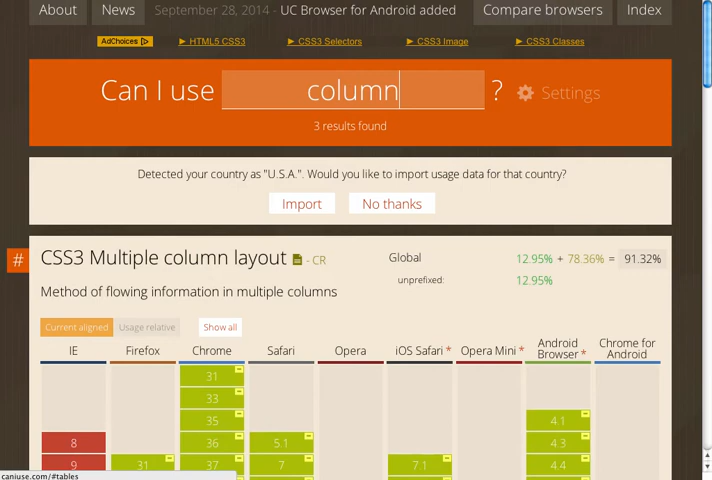 About News September 28, 2014 - UC Browser for Android added Compare browsers Index
AdChoices ► HTML5 CSS3 ► CSS3 Selectors ► CSS3 Image ► CSS3 Classes
Can I use column ? Settings
3 results found
Detected your country as "U.S.A.". Would you like to import usage data for that country?
Import No thanks
# CSS3 Multiple column layout - CR Global 12.95% + 78.36% = 91.32%
unprefixed: 12.95%
Method of flowing information in multiple columns
Current aligned Usage relative Show all
IE Firefox Chrome Safari Opera iOS Safari * Opera Mini * Android Browser * Chrome for Android
31
33
35 4.1
8 36 5.1 4.3
9 31 37 7 7.1 4.4
caniuse.com/#tables